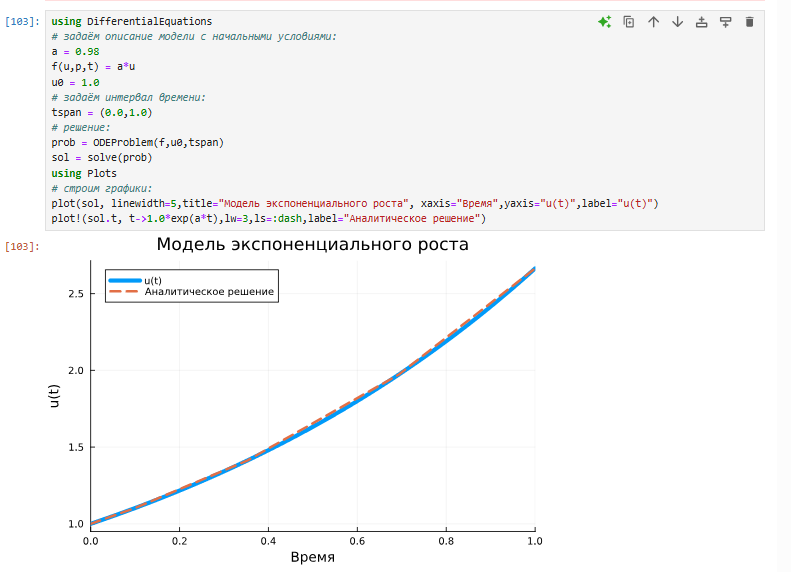 [103]:
using DifferentialEquations
# задаём описание модели с начальными условиями:
a = 0.98
f(u,p,t) = a*u
u0 = 1.0
# задаём интервал времени:
tspan = (0.0,1.0)
# решение:
prob = ODEProblem(f,u0,tspan)
sol = solve(prob)
using Plots
# строим графики:
plot(sol, linewidth=5,title="Модель экспоненциального роста", xaxis="Время",yaxis="u(t)",label="u(t)")
plot!(sol.t, t->1.0*exp(a*t),lw=3,ls=:dash,label="Аналитическое решение")
[103]:
Модель экспоненциального роста
u(t)
Аналитическое решение
2.5
2.0
1.5
1.0
u(t)
0.0 0.2 0.4 0.6 0.8 1.0
Время